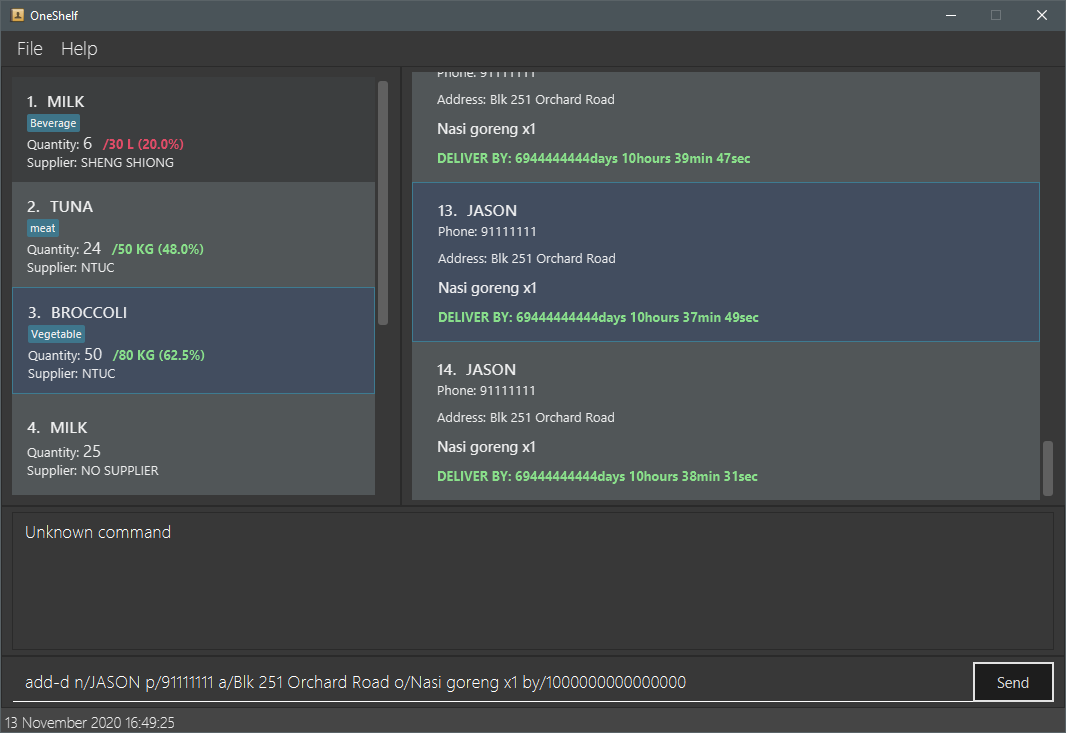 OneShelf
File Help
1. MILK
Beverage
Quantity: 6 /30 L (20.0%)
Supplier: SHENG SHIONG
2. TUNA
meat
Quantity: 24 /50 KG (48.0%)
Supplier: NTUC
3. BROCCOLI
Vegetable
Quantity: 50 /80 KG (62.5%)
Supplier: NTUC
4. MILK
Quantity: 25
Supplier: NO SUPPLIER
Phone: 91111111
Address: Blk 251 Orchard Road
Nasi goreng x1
DELIVER BY: 6944444444days 10hours 39min 47sec
13. JASON
Phone: 91111111
Address: Blk 251 Orchard Road
Nasi goreng x1
DELIVER BY: 69444444444days 10hours 37min 49sec
14. JASON
Phone: 91111111
Address: Blk 251 Orchard Road
Nasi goreng x1
DELIVER BY: 69444444444days 10hours 38min 31sec
Unknown command
add-d n/JASON p/91111111 a/Blk 251 Orchard Road o/Nasi goreng x1 by/1000000000000000
Send
13 November 2020 16:49:25